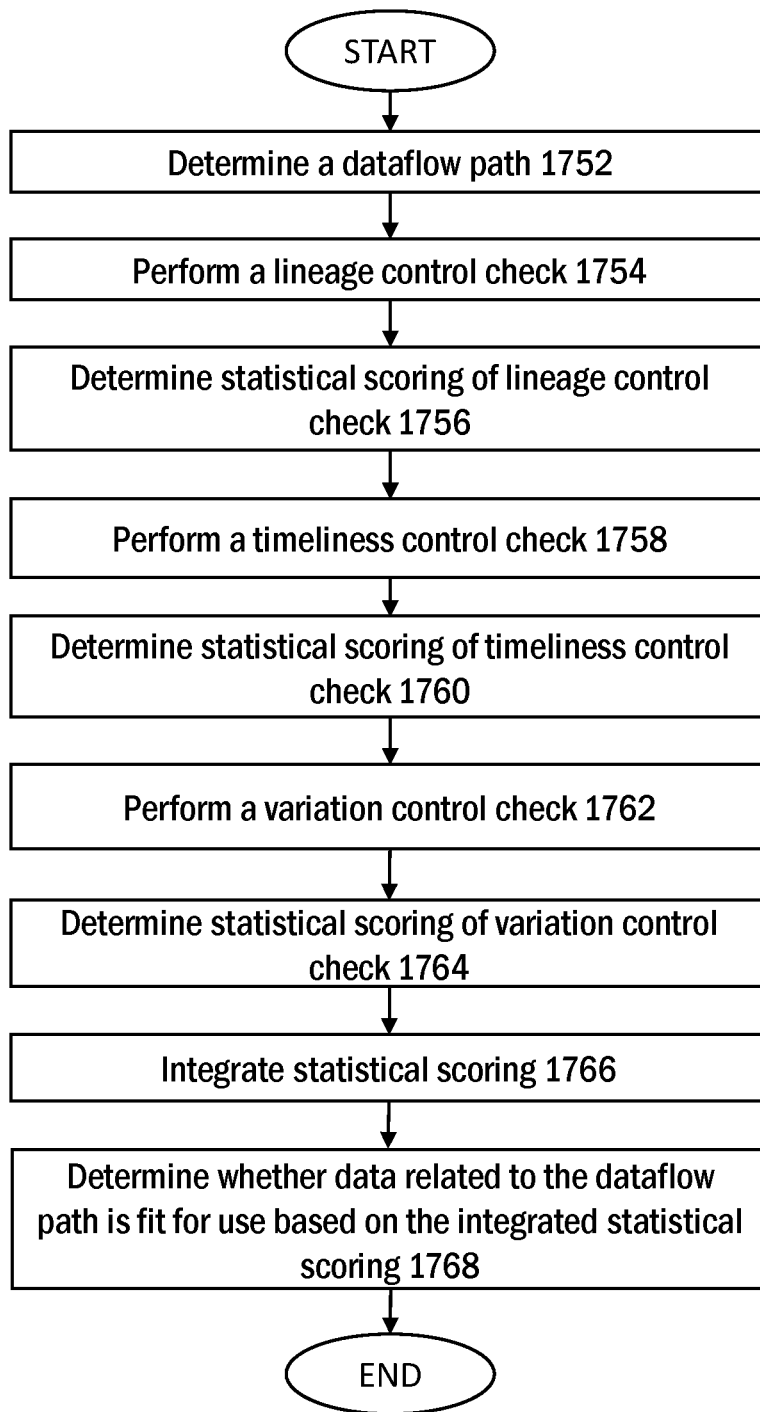 START
Determine a dataflow path 1752
Perform a lineage control check 1754
Determine statistical scoring of lineage control
check 1756
Perform a timeliness control check 1758
Determine statistical scoring of timeliness control
check 1760
Perform a variation control check 1762
Determine statistical scoring of variation control
check 1764
Integrate statistical scoring 1766
Determine whether data related to the dataflow
path is fit for use based on the integrated statistical
scoring 1768
END